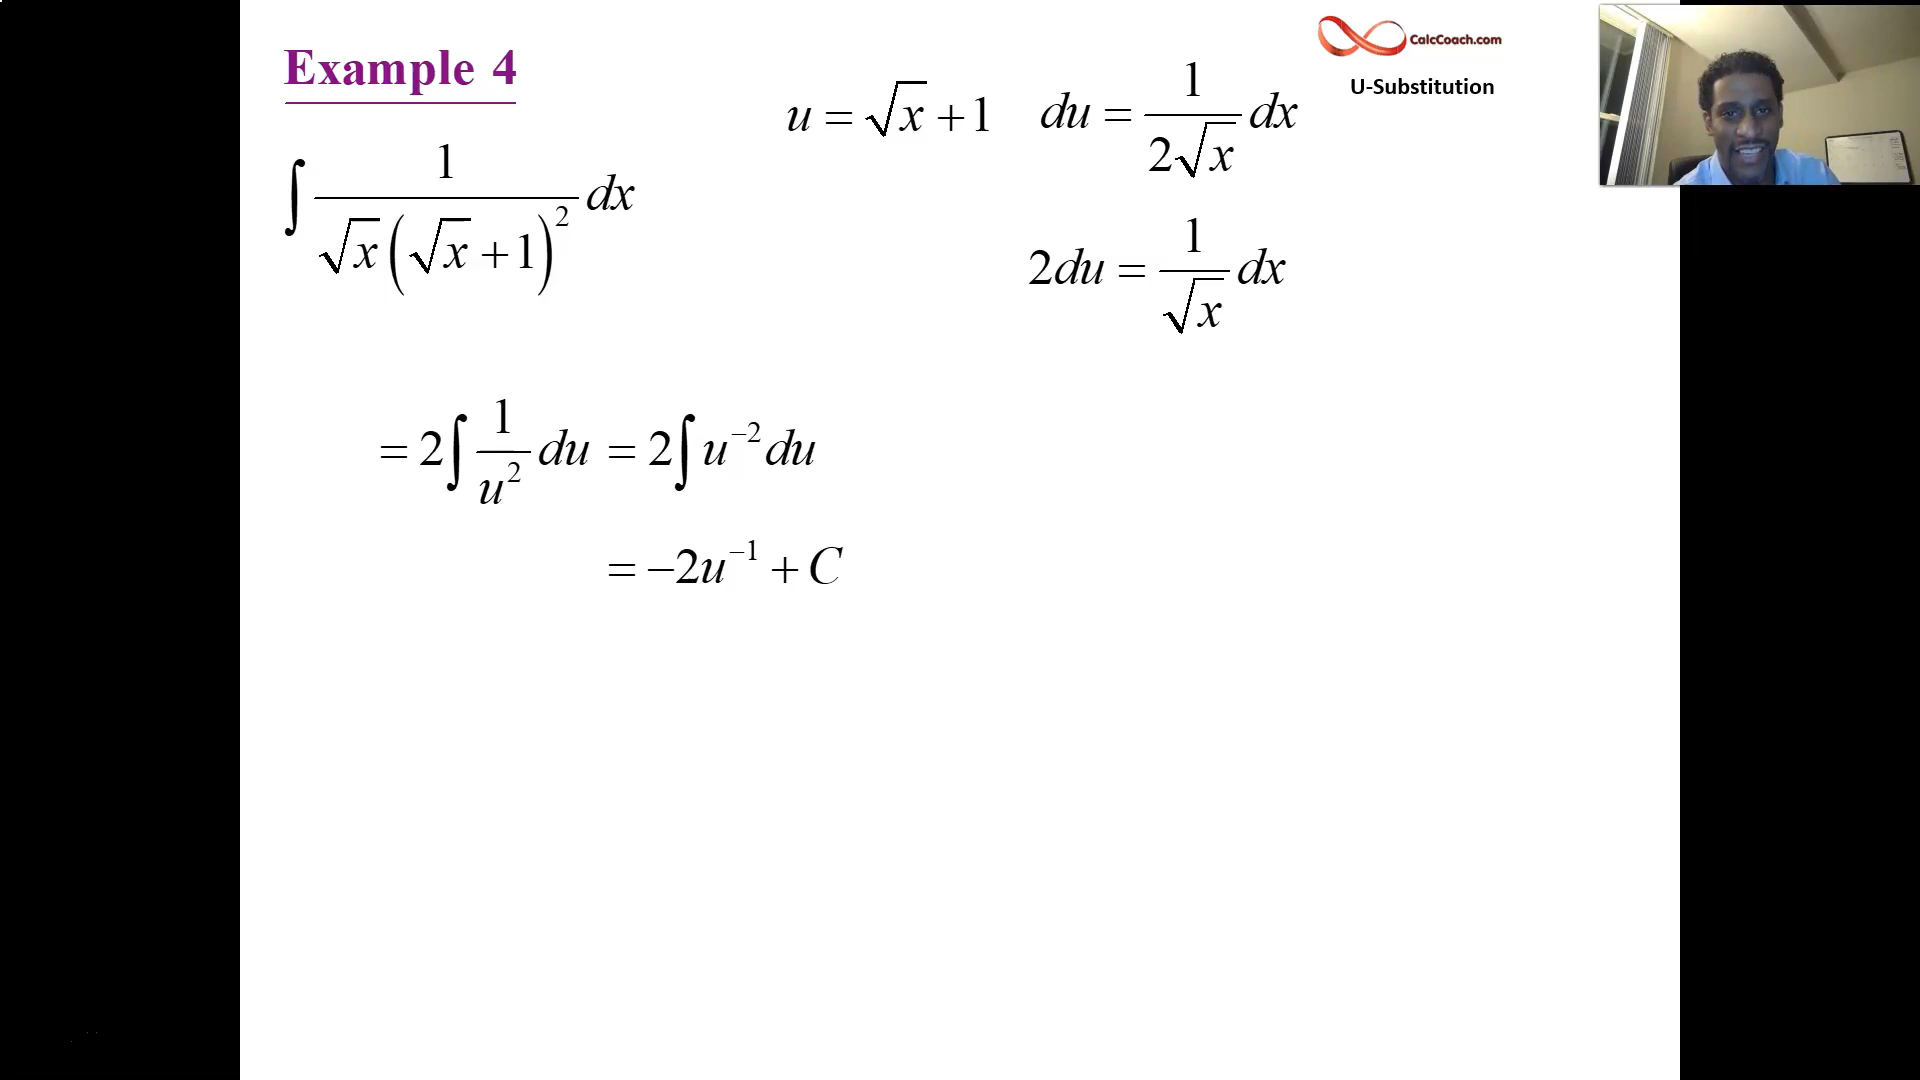 Example 4
CalcCoach.com
U-Substitution
u = √x + 1   du = 1/(2√x) dx
∫ 1/(√x(√x + 1)²) dx
2du = 1/√x dx
= 2∫ 1/u² du = 2∫ u⁻² du
= −2u⁻¹ + C